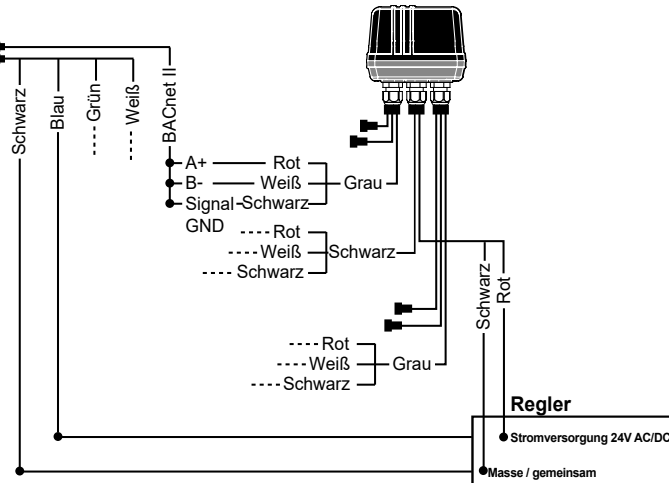 Schwarz
Blau
Grün
Weiß
BACnet II
A+ Rot
B- Weiß Grau
Signal Schwarz
GND
Rot
Weiß Schwarz
Schwarz
Schwarz
Rot
Rot
Weiß Grau
Schwarz
Regler
Stromversorgung 24V AC/DC
Masse / gemeinsam